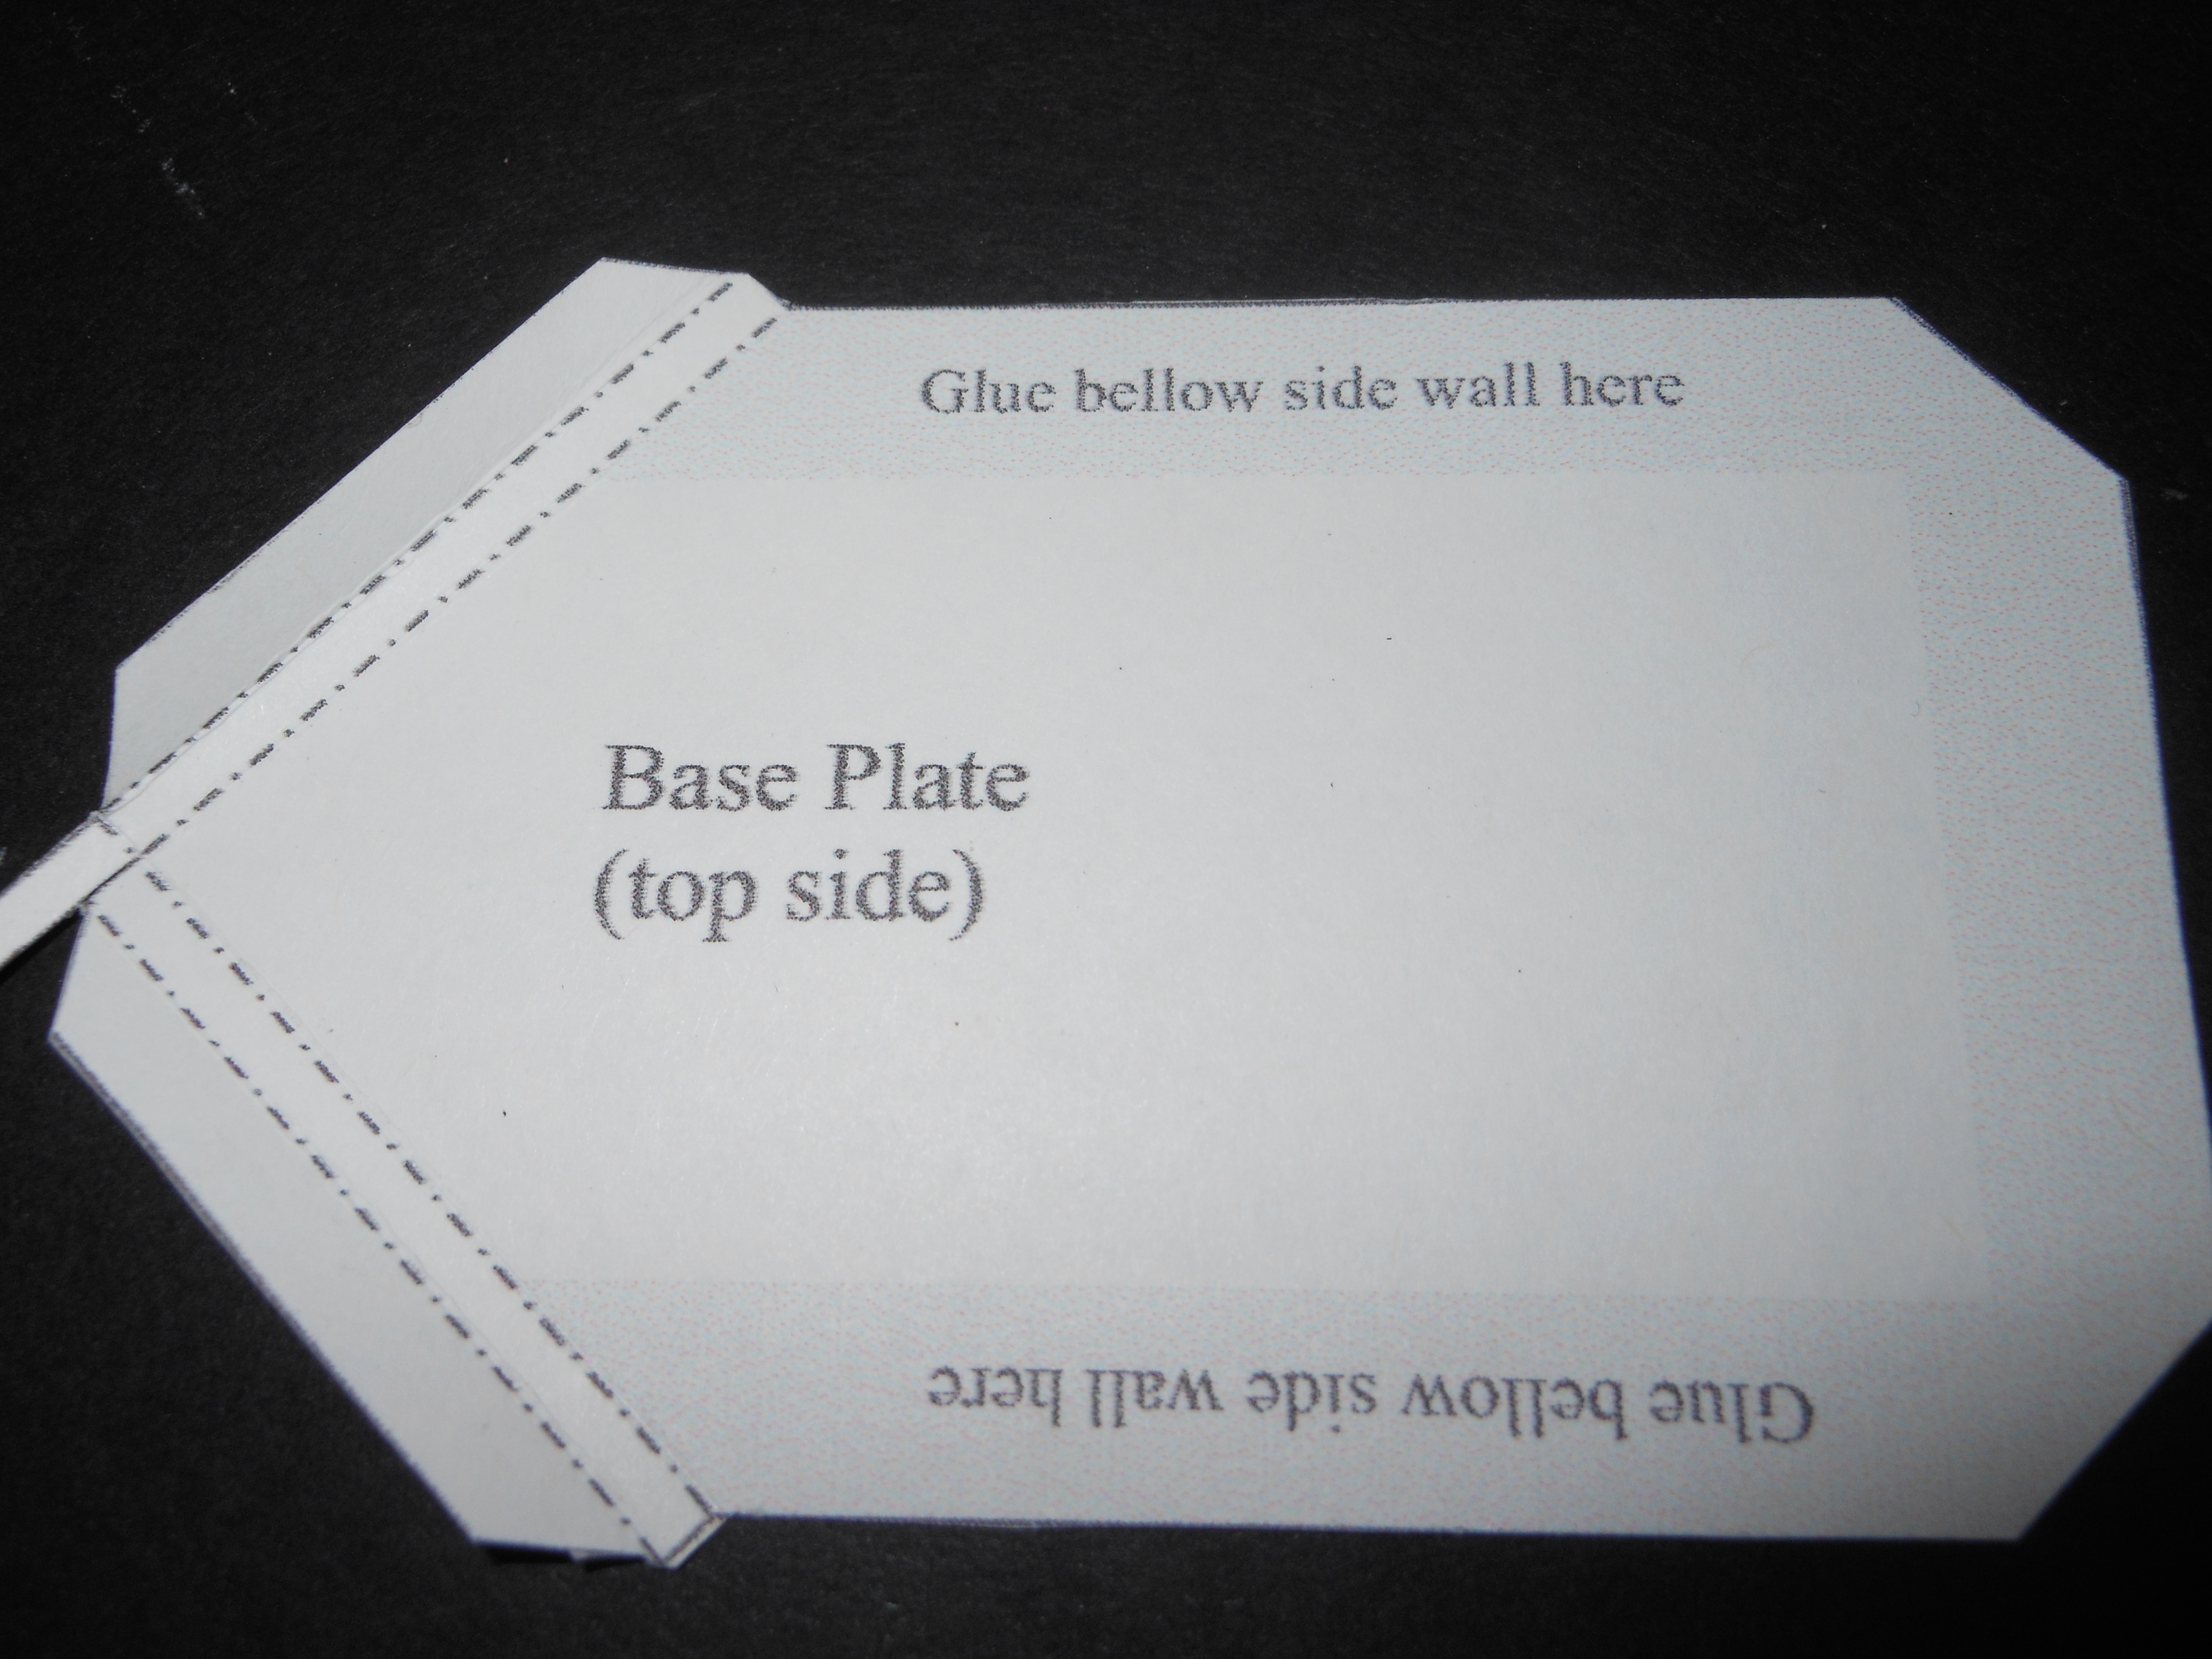 Glue bellow side wall here
Base Plate
(top side)
Glue bellow side wall here